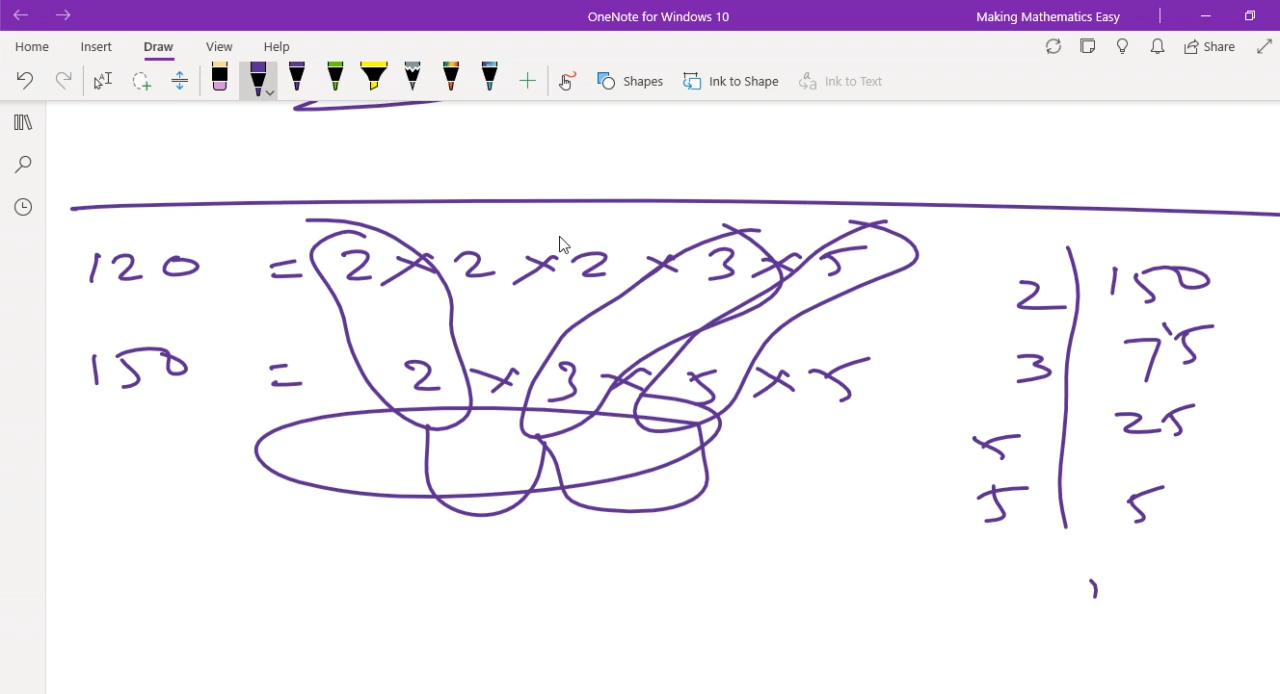 OneNote for Windows 10
Making Mathematics Easy
Home Insert Draw View Help
Share
Shapes Ink to Shape Ink to Text
120 = 2 × 2 × 2 × 3 × 5
150 = 2 × 3 × 5 × 5
2 150
3 75
5 25
5 5
1